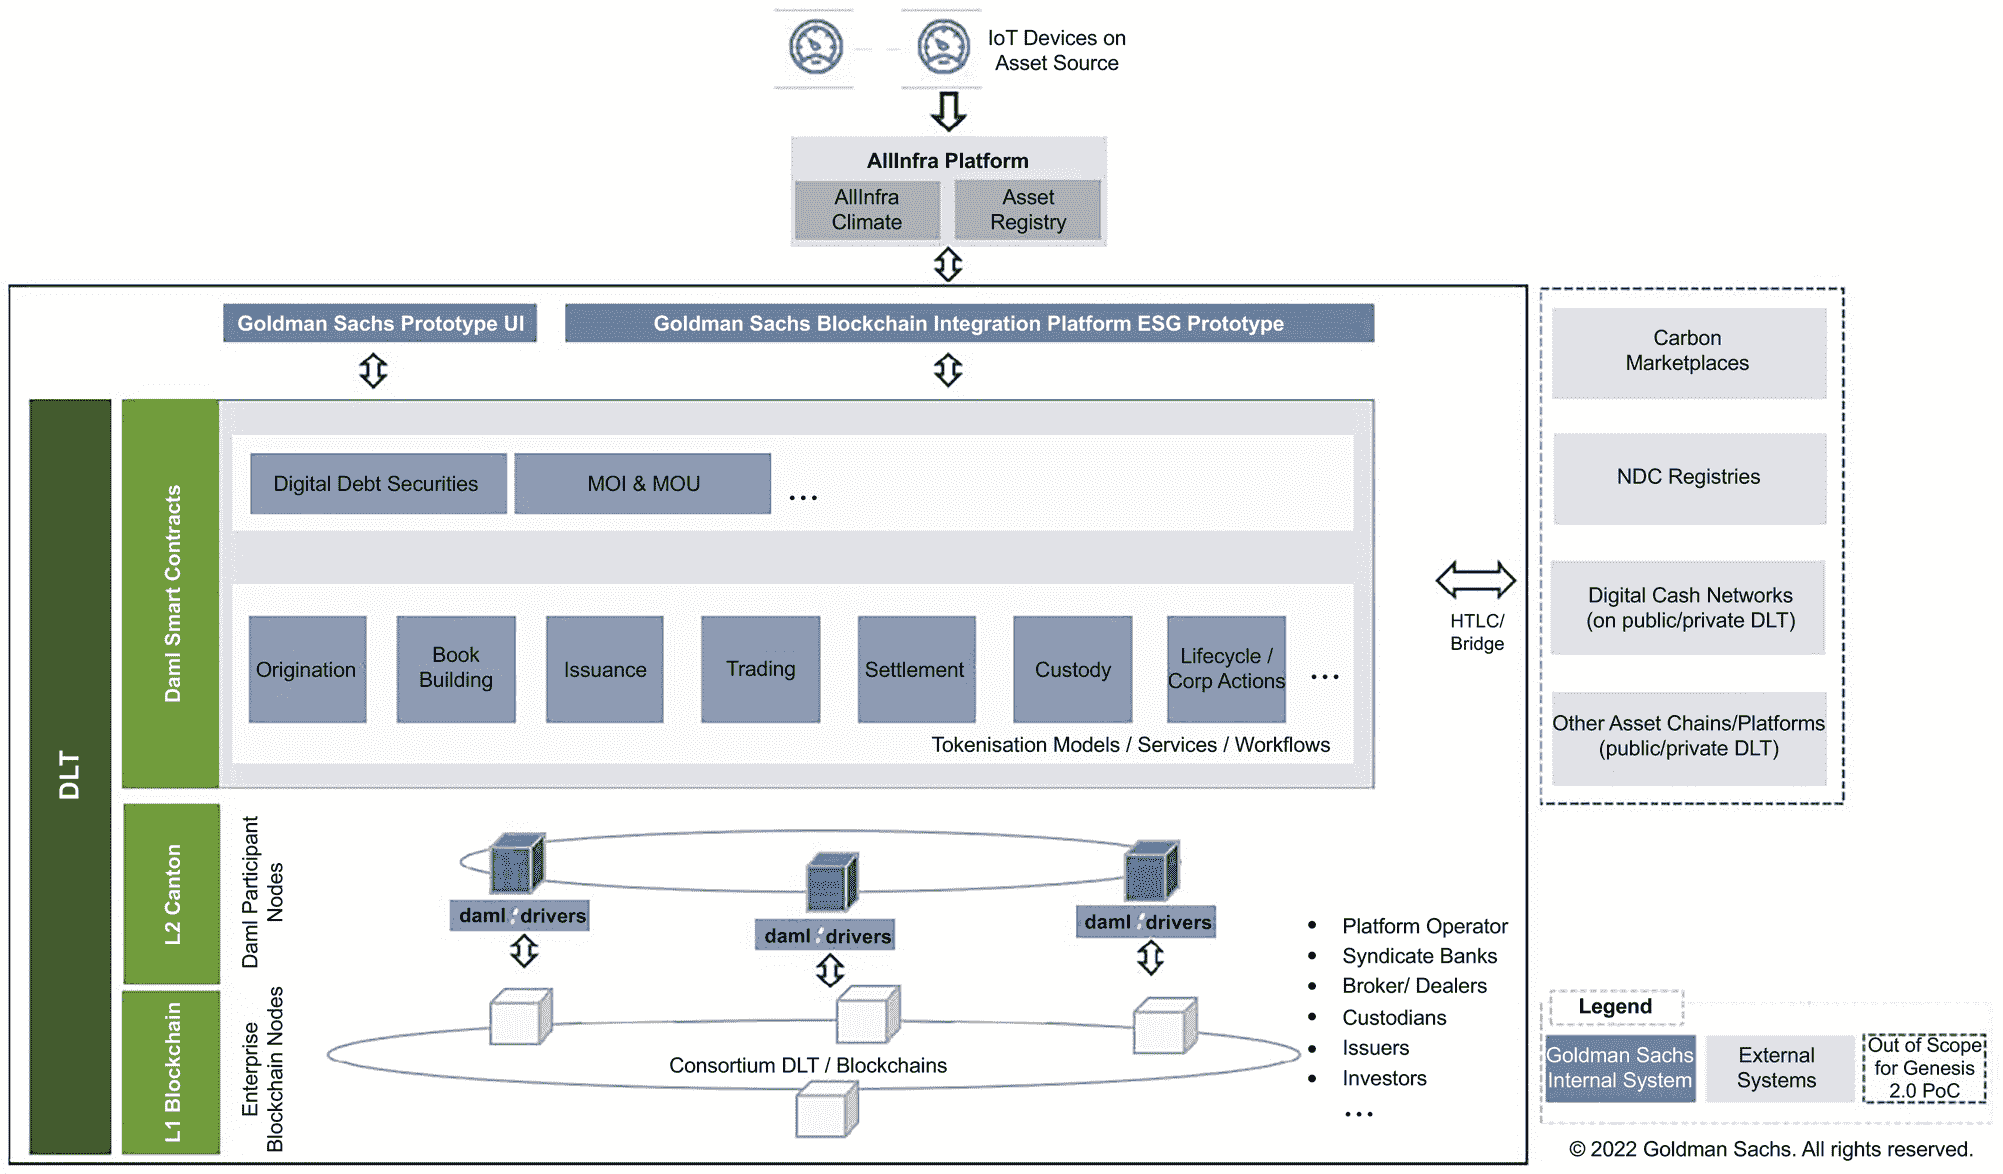 IoT Devices on
Asset Source
AllInfra Platform
AllInfra
Climate
Asset
Registry
Goldman Sachs Prototype UI
Goldman Sachs Blockchain Integration Platform ESG Prototype
DLT
Daml Smart Contracts
Digital Debt Securities
MOI & MOU
...
Origination
Book
Building
Issuance
Trading
Settlement
Custody
Lifecycle /
Corp Actions
...
Tokenisation Models / Services / Workflows
HTLC/
Bridge
Carbon
Marketplaces
NDC Registries
Digital Cash Networks
(on public/private DLT)
Other Asset Chains/Platforms
(public/private DLT)
L2 Canton
Daml Participant
Nodes
daml drivers
daml drivers
daml drivers
L1 Blockchain
Enterprise
Blockchain Nodes
Consortium DLT / Blockchains
• Platform Operator
• Syndicate Banks
• Broker/ Dealers
• Custodians
• Issuers
• Investors
...
Legend
Goldman Sachs
Internal System
External
Systems
Out of Scope
for Genesis
2.0 PoC
© 2022 Goldman Sachs. All rights reserved.